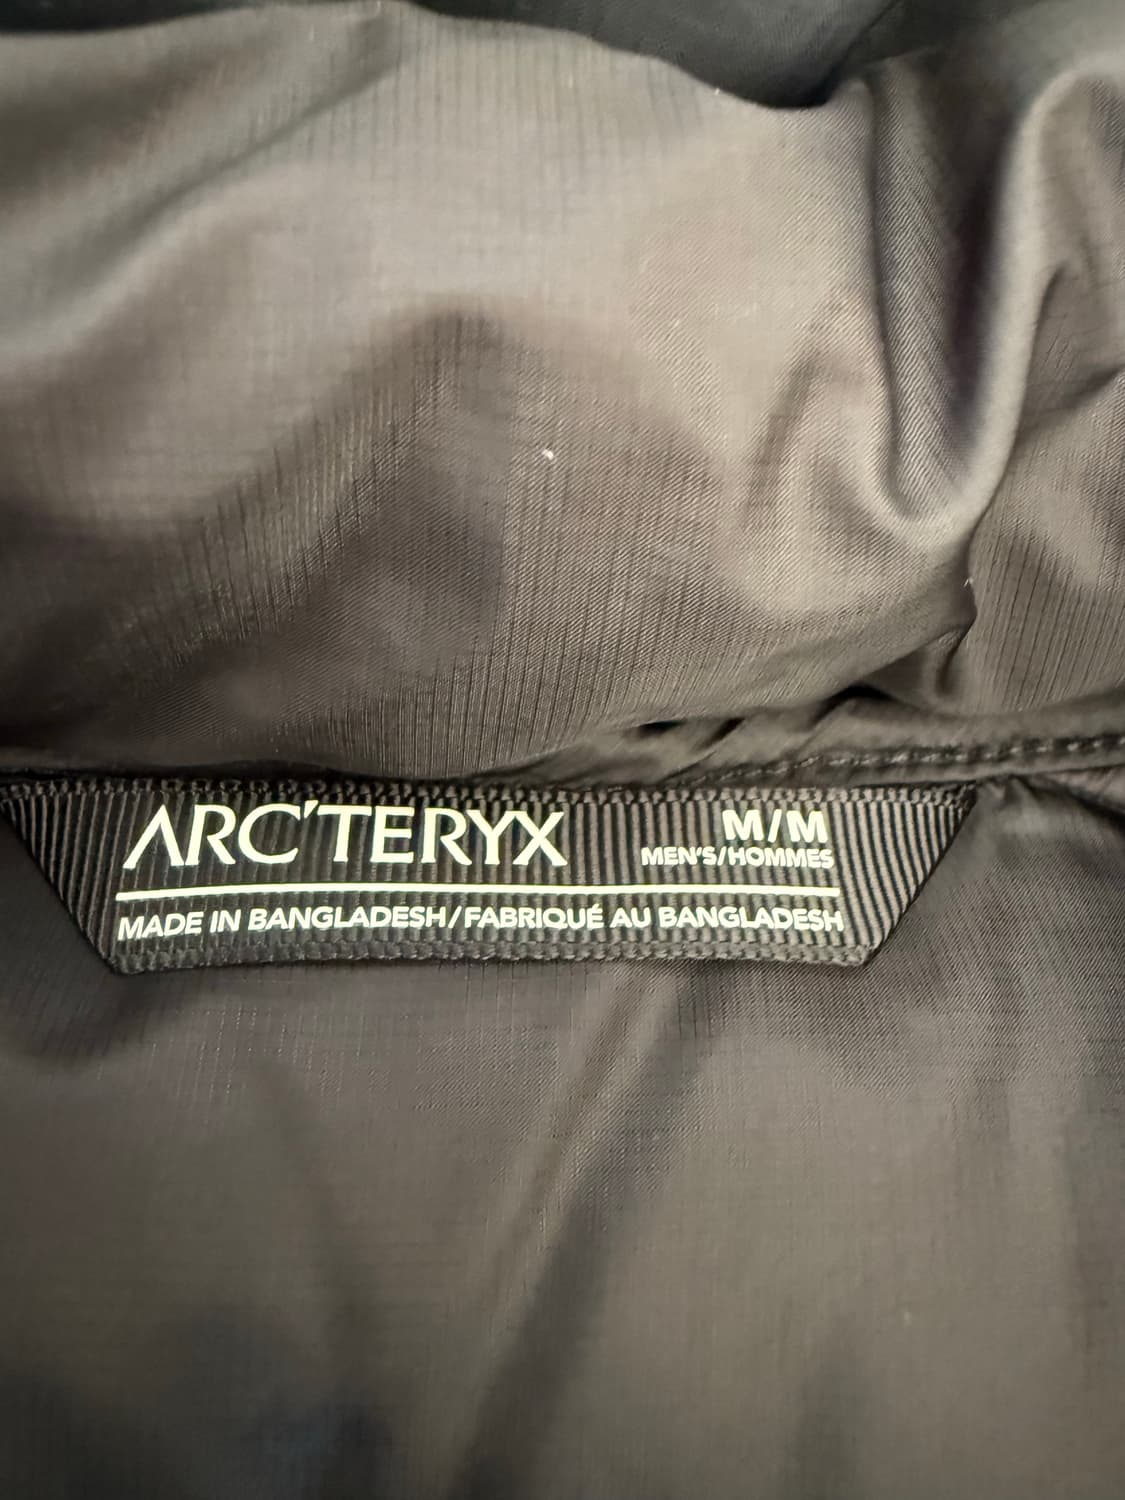 ARC'TERYX M/M
MEN'S/HOMMES
MADE IN BANGLADESH/FABRIQUÉ AU BANGLADESH